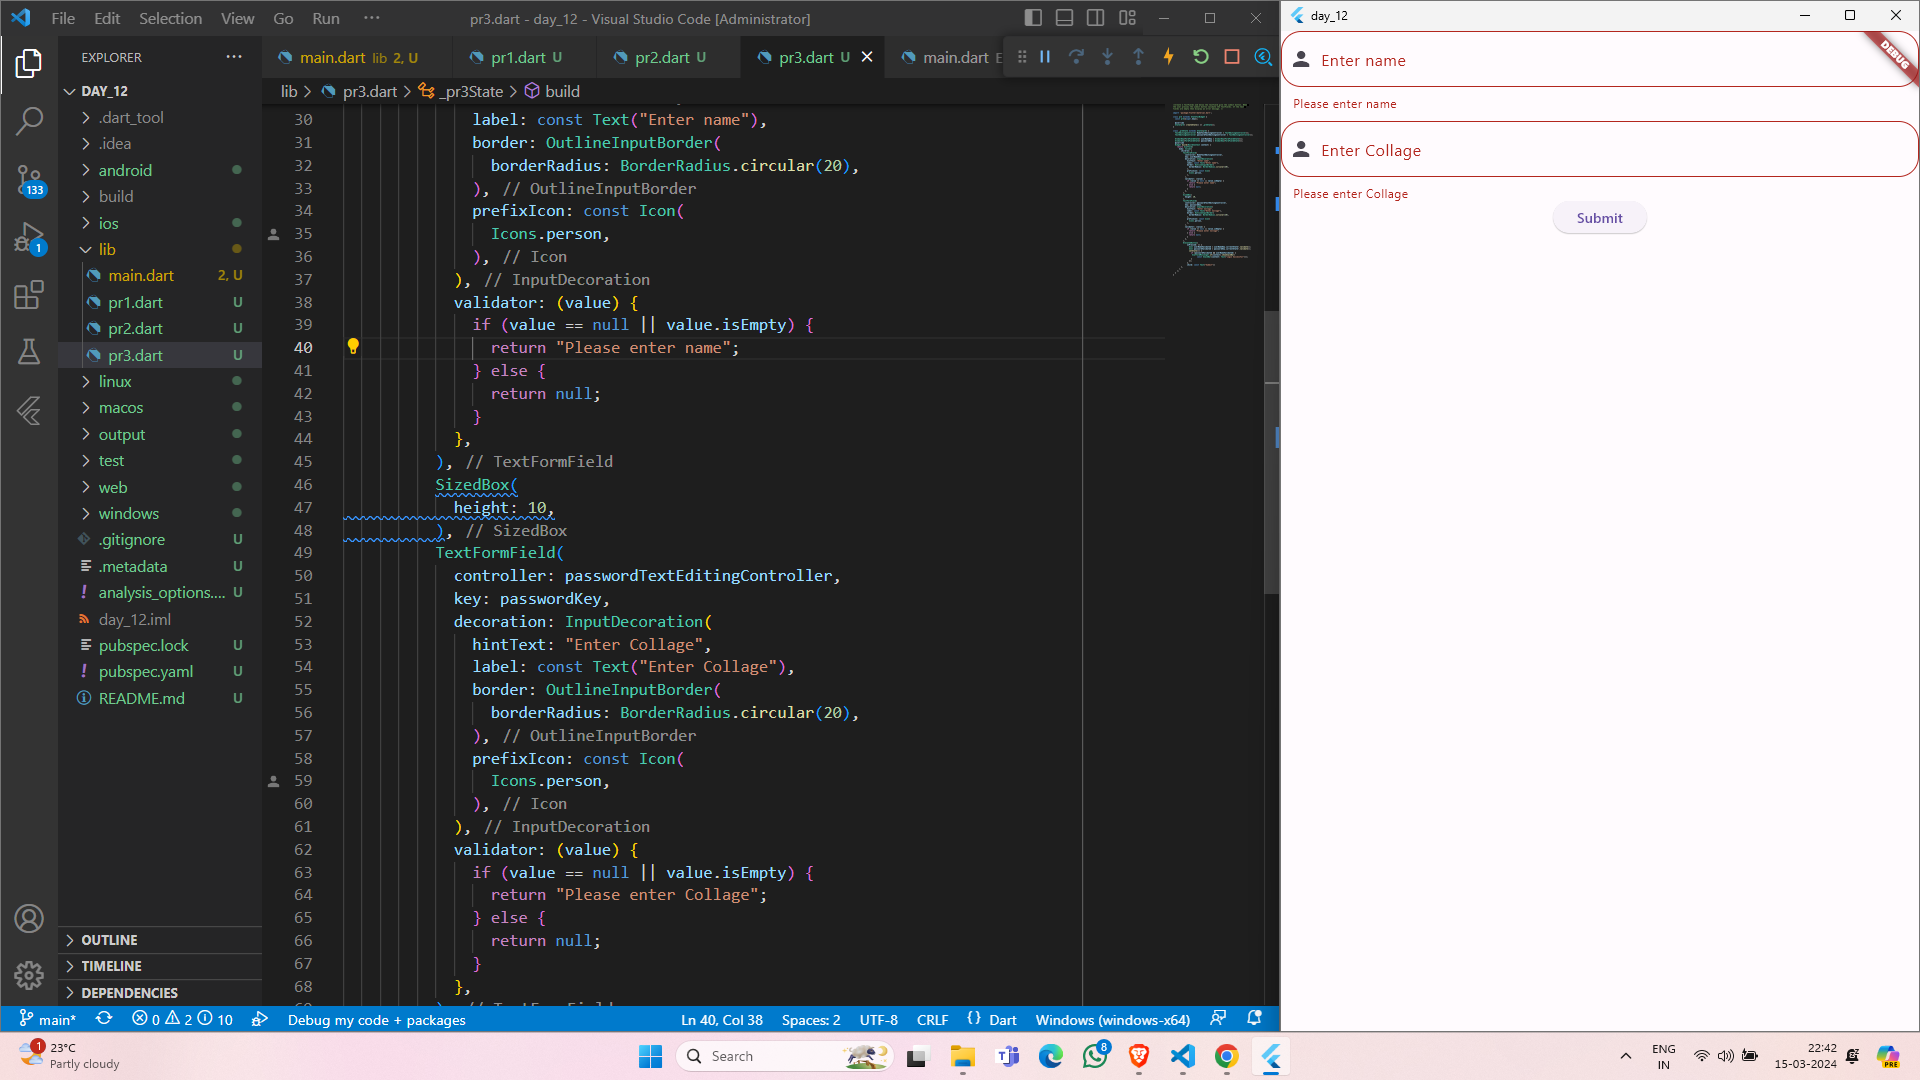 File Edit Selection View Go Run ··· pr3.dart - day_12 - Visual Studio Code [Administrator]
EXPLORER ···
main.dart lib 2, U pr1.dart U pr2.dart U pr3.dart U main.dart E
lib > pr3.dart > _pr3State > build
DAY_12
.dart_tool
.idea
android
build
ios
lib
main.dart 2, U
pr1.dart U
pr2.dart U
pr3.dart U
linux
macos
output
test
web
windows
.gitignore U
.metadata U
analysis_options.... U
day_12.iml
pubspec.lock U
pubspec.yaml U
README.md U
OUTLINE
TIMELINE
DEPENDENCIES
133
1
30 label: const Text("Enter name"),
31 border: OutlineInputBorder(
32 borderRadius: BorderRadius.circular(20),
33 ), // OutlineInputBorder
34 prefixIcon: const Icon(
35 Icons.person,
36 ), // Icon
37 ), // InputDecoration
38 validator: (value) {
39 if (value == null || value.isEmpty) {
40 return "Please enter name";
41 } else {
42 return null;
43 }
44 },
45 ), // TextFormField
46 SizedBox(
47 height: 10,
48 ), // SizedBox
49 TextFormField(
50 controller: passwordTextEditingController,
51 key: passwordKey,
52 decoration: InputDecoration(
53 hintText: "Enter Collage",
54 label: const Text("Enter Collage"),
55 border: OutlineInputBorder(
56 borderRadius: BorderRadius.circular(20),
57 ), // OutlineInputBorder
58 prefixIcon: const Icon(
59 Icons.person,
60 ), // Icon
61 ), // InputDecoration
62 validator: (value) {
63 if (value == null || value.isEmpty) {
64 return "Please enter Collage";
65 } else {
66 return null;
67 }
68 },
main* 0 2 10 Debug my code + packages Ln 40, Col 38 Spaces: 2 UTF-8 CRLF {} Dart Windows (windows-x64)
day_12
DEBUG
Enter name
Please enter name
Enter Collage
Please enter Collage
Submit
1
23°C
Partly cloudy
Search
8
ENG
IN
22:42
15-03-2024
PRE